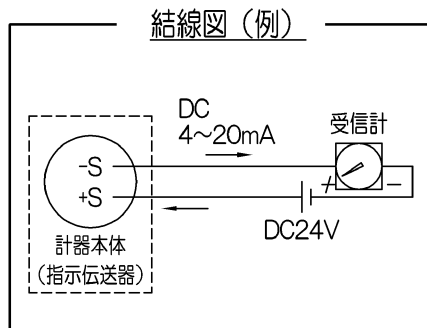 結線図（例）
DC
4～20mA
受信計
-S
+S
+ -
DC24V
計器本体
（指示伝送器）